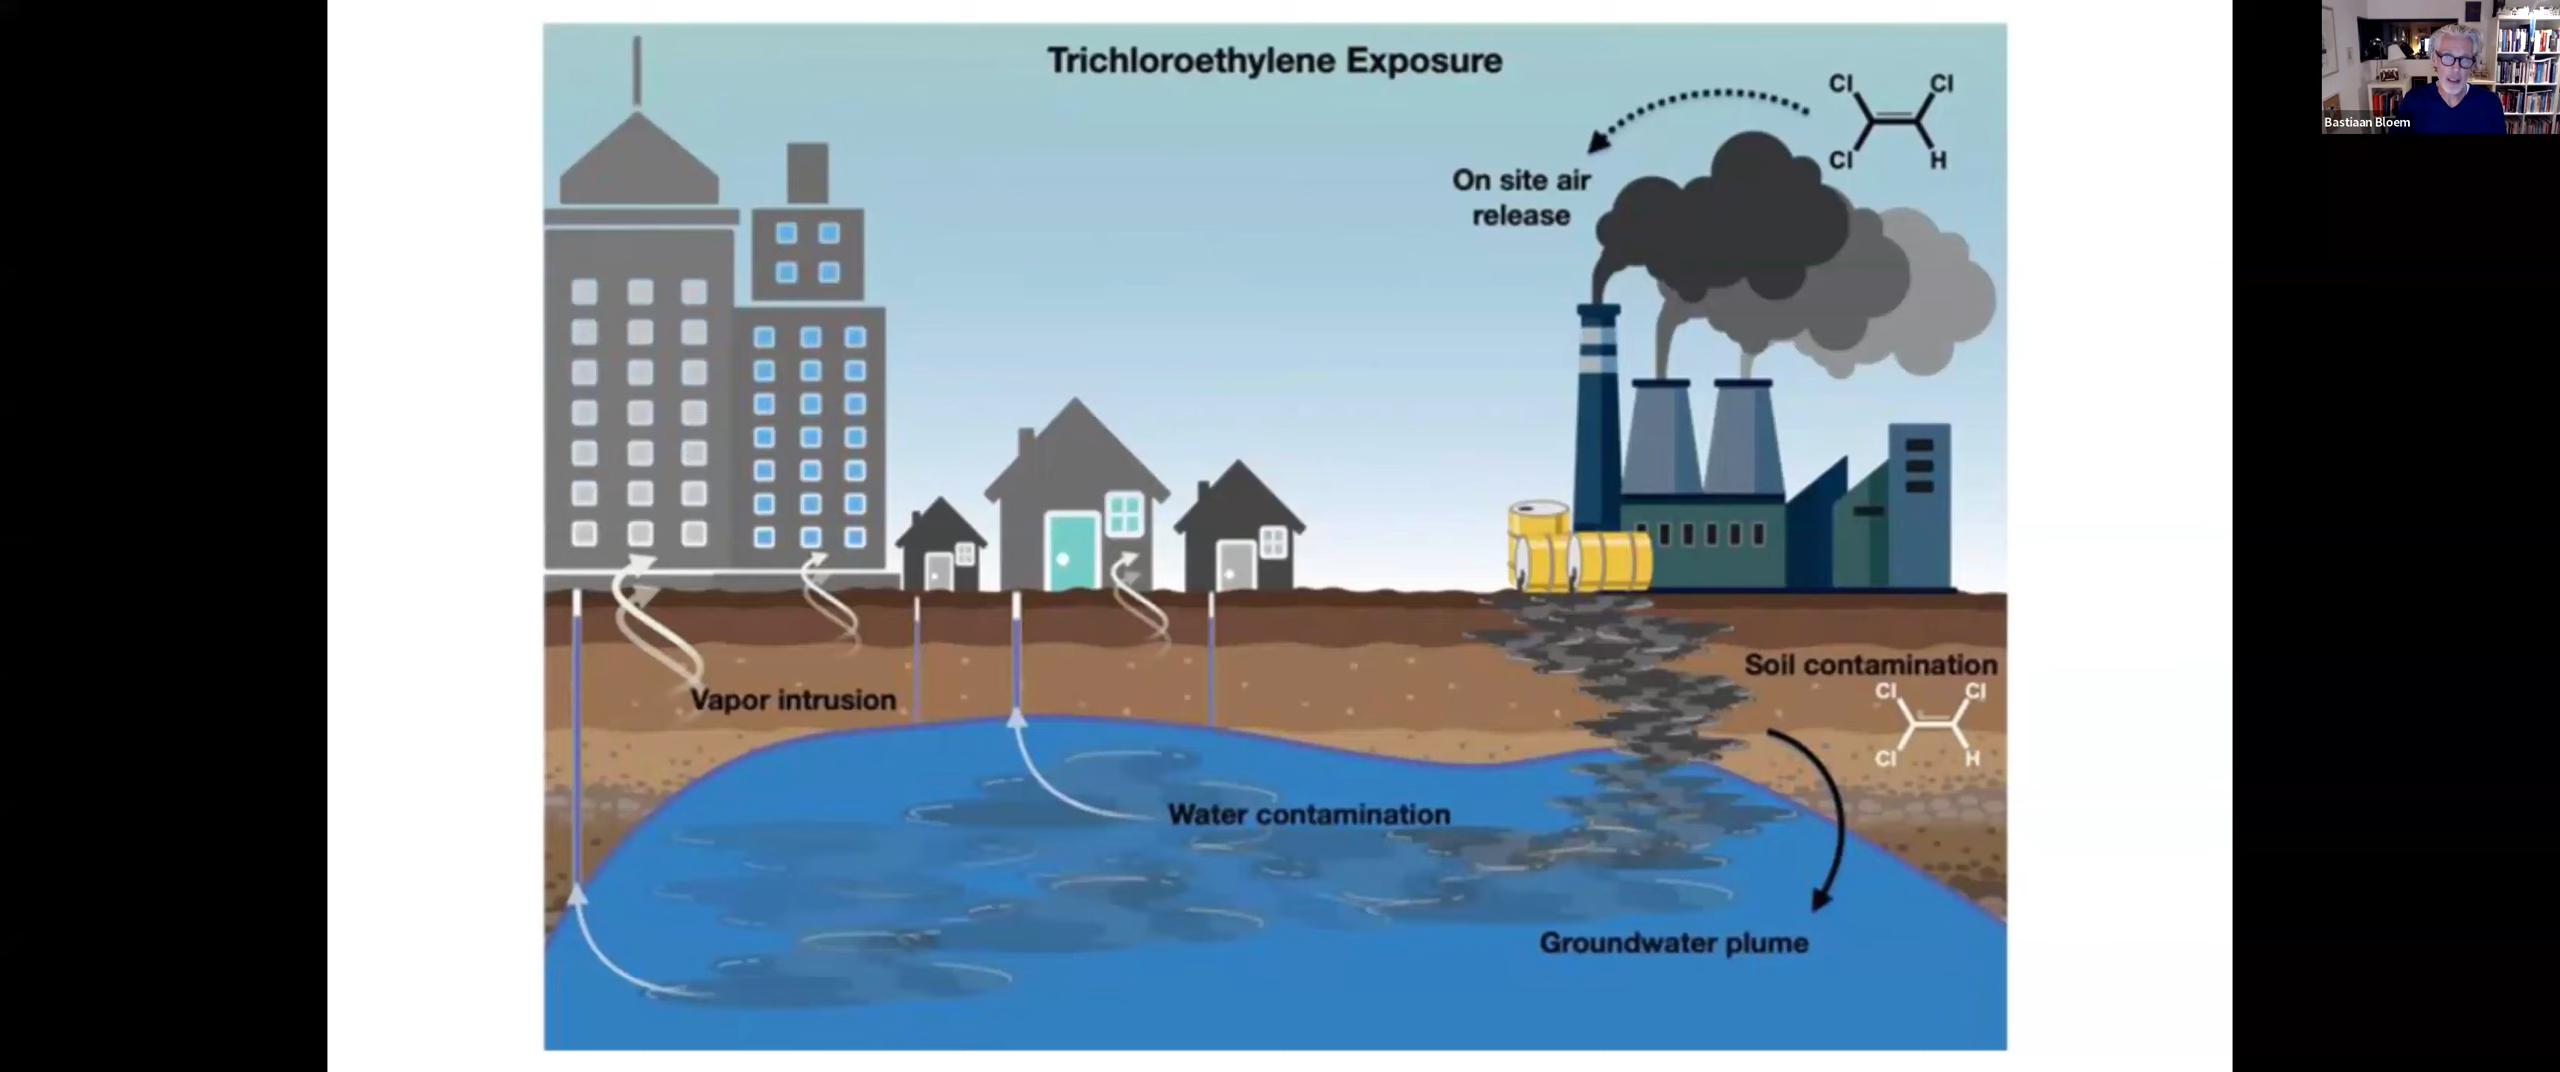 Trichloroethylene Exposure
Cl Cl
Cl H
On site air
release
Bastiaan Bloem
Soil contamination
Cl Cl
Cl H
Vapor intrusion
Water contamination
Groundwater plume